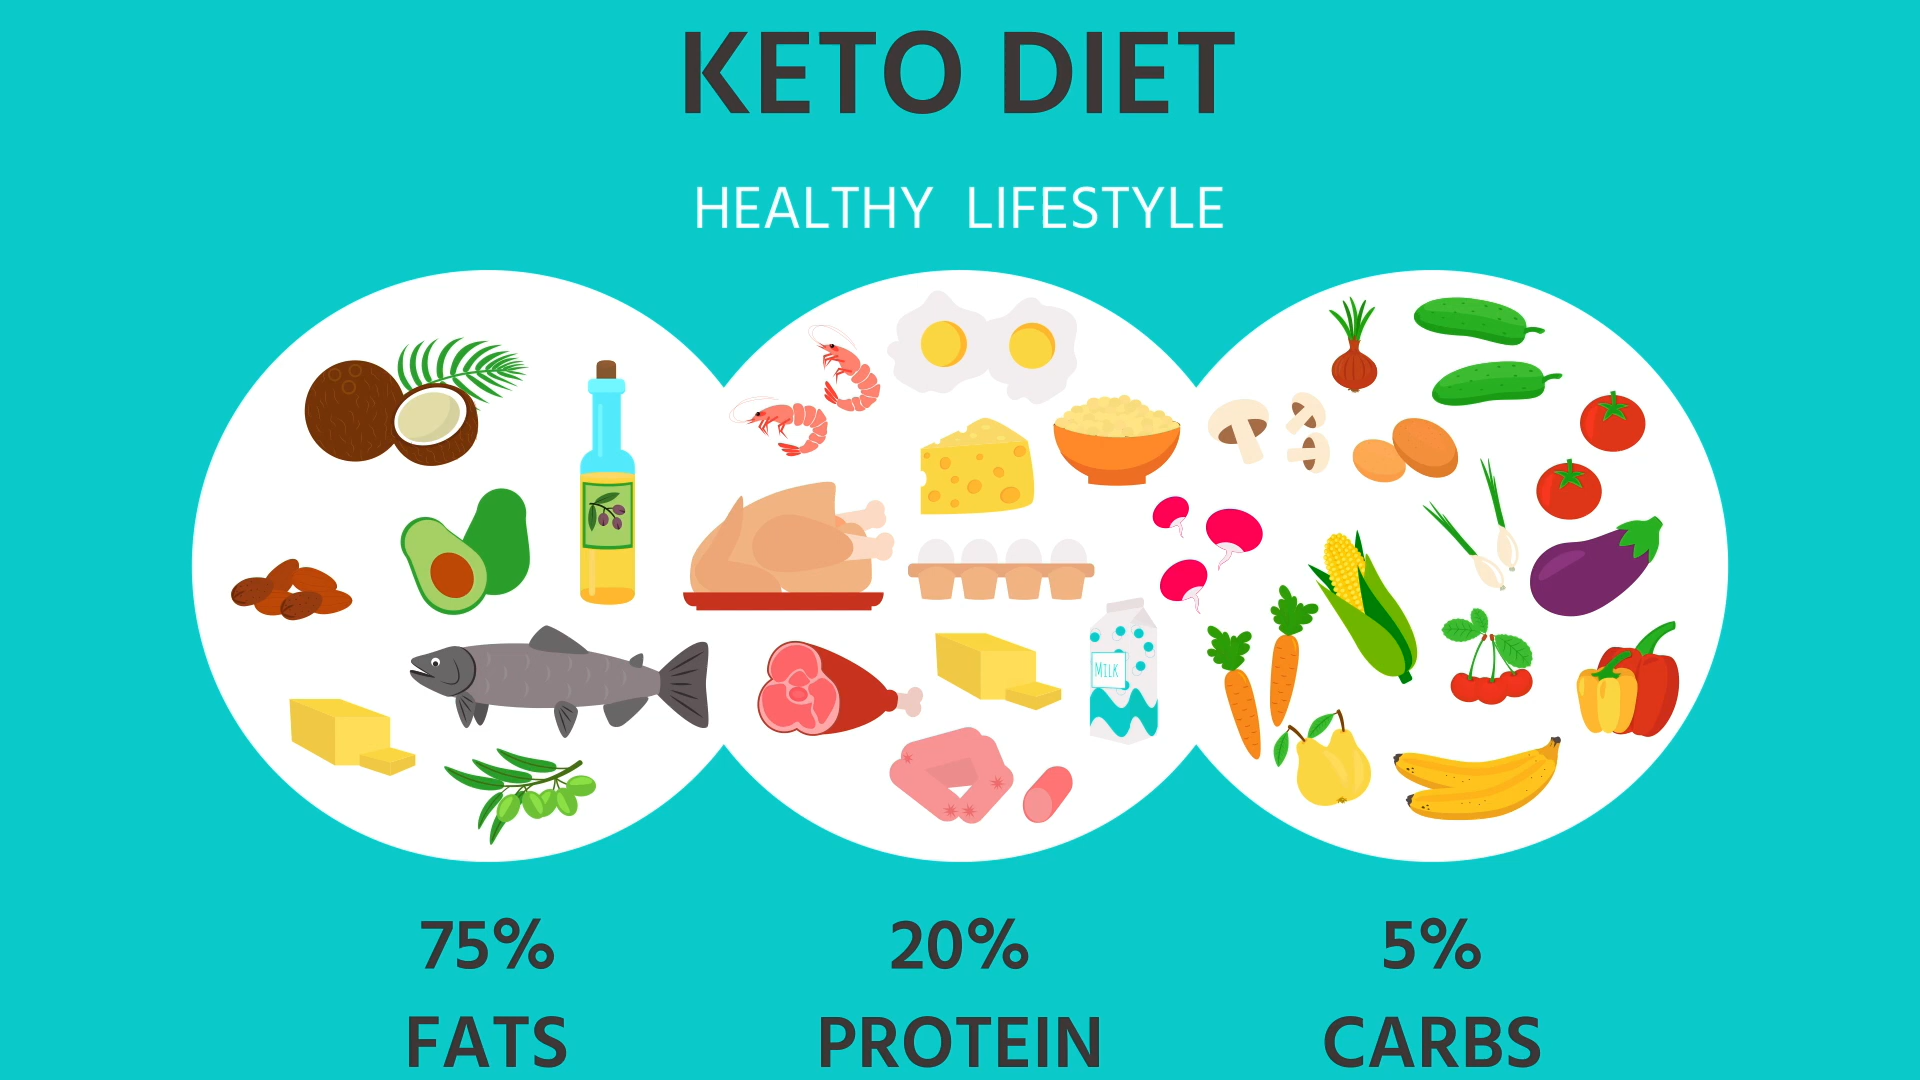 KETO DIET
HEALTHY LIFESTYLE
MILK
75%
20%
5%
FATS
PROTEIN
CARBS